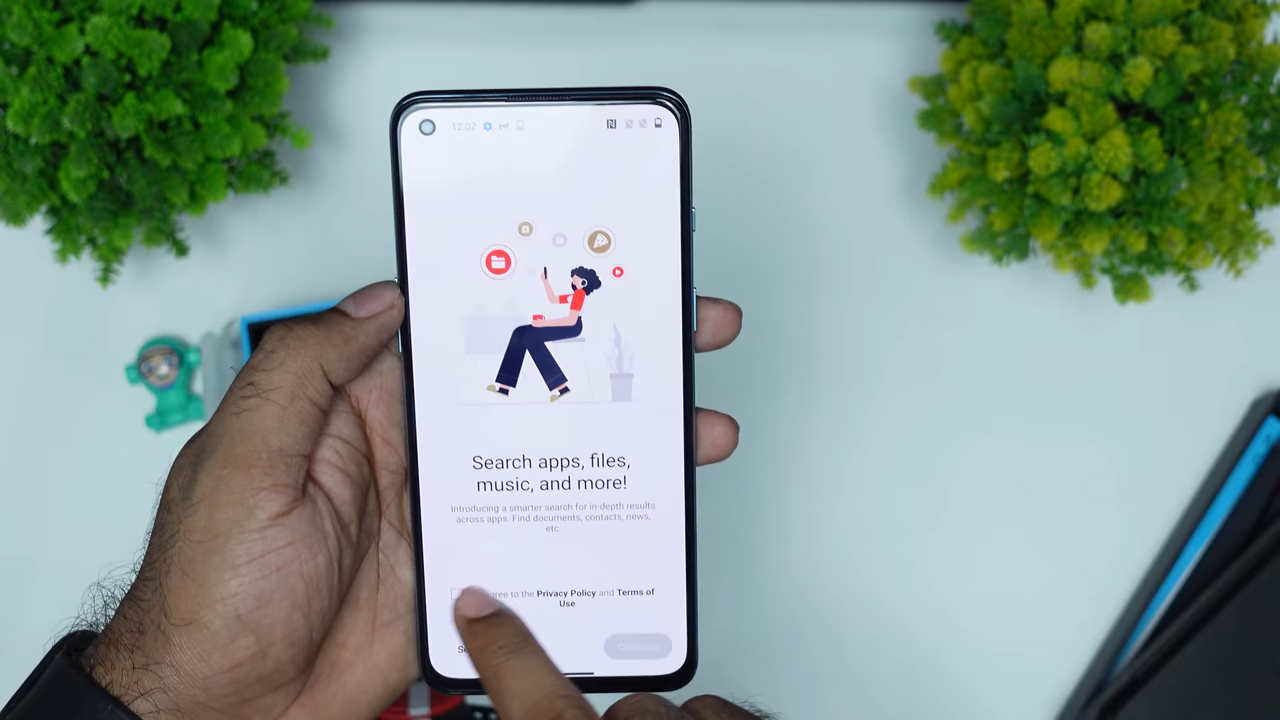 12:02
Search apps, files,
music, and more!
Introducing a smarter search for in-depth results
across apps. Find documents, contacts, news,
etc.
to the Privacy Policy and Terms of
Use